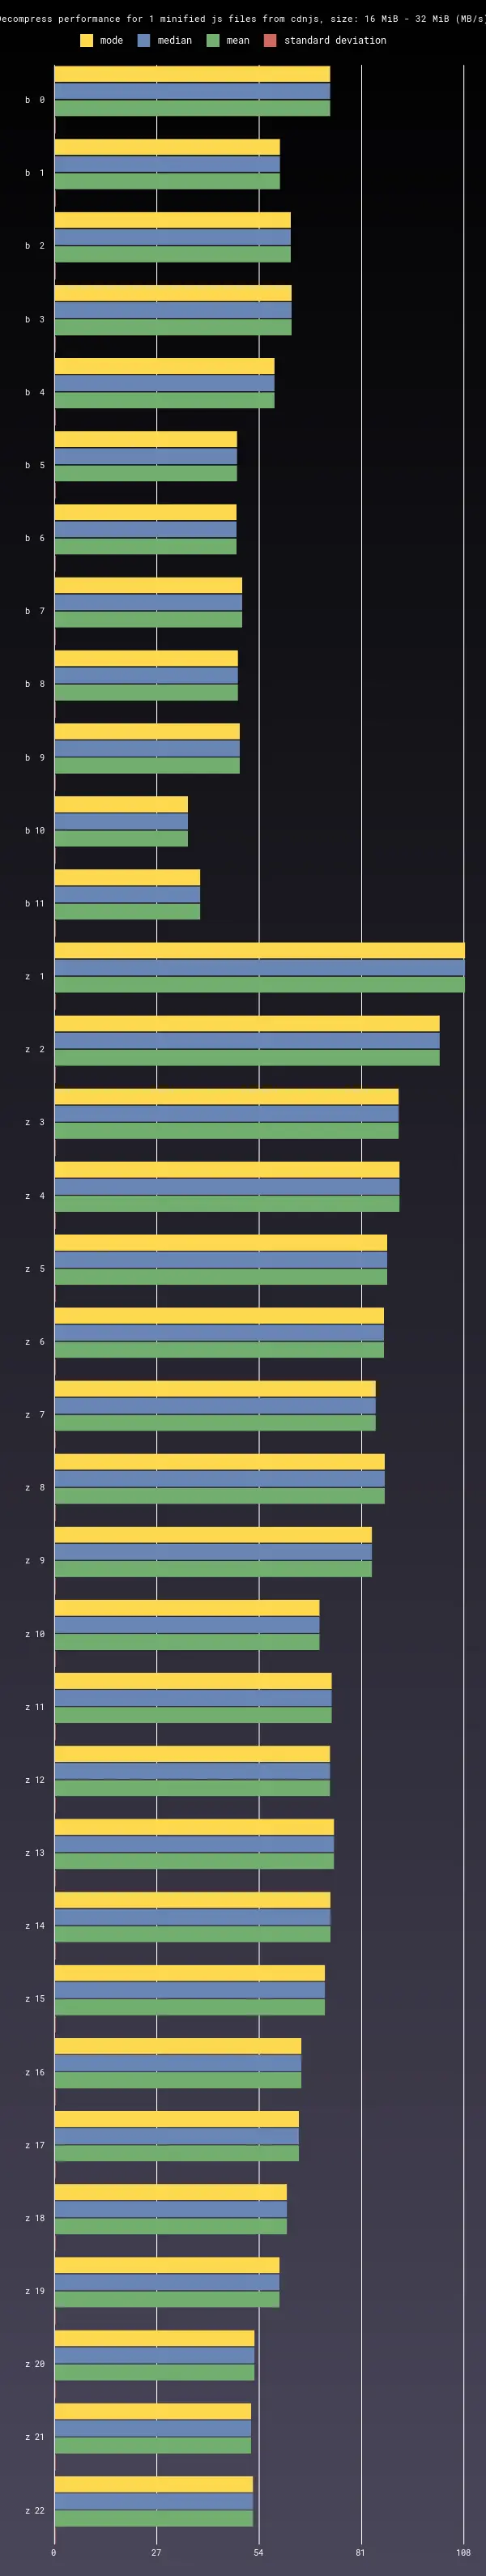 decompress performance for 1 minified js files from cdnjs, size: 16 MiB - 32 MiB (MB/s)
mode median mean standard deviation
b 0
b 1
b 2
b 3
b 4
b 5
b 6
b 7
b 8
b 9
b 10
b 11
z 1
z 2
z 3
z 4
z 5
z 6
z 7
z 8
z 9
z 10
z 11
z 12
z 13
z 14
z 15
z 16
z 17
z 18
z 19
z 20
z 21
z 22
0 27 54 81 108